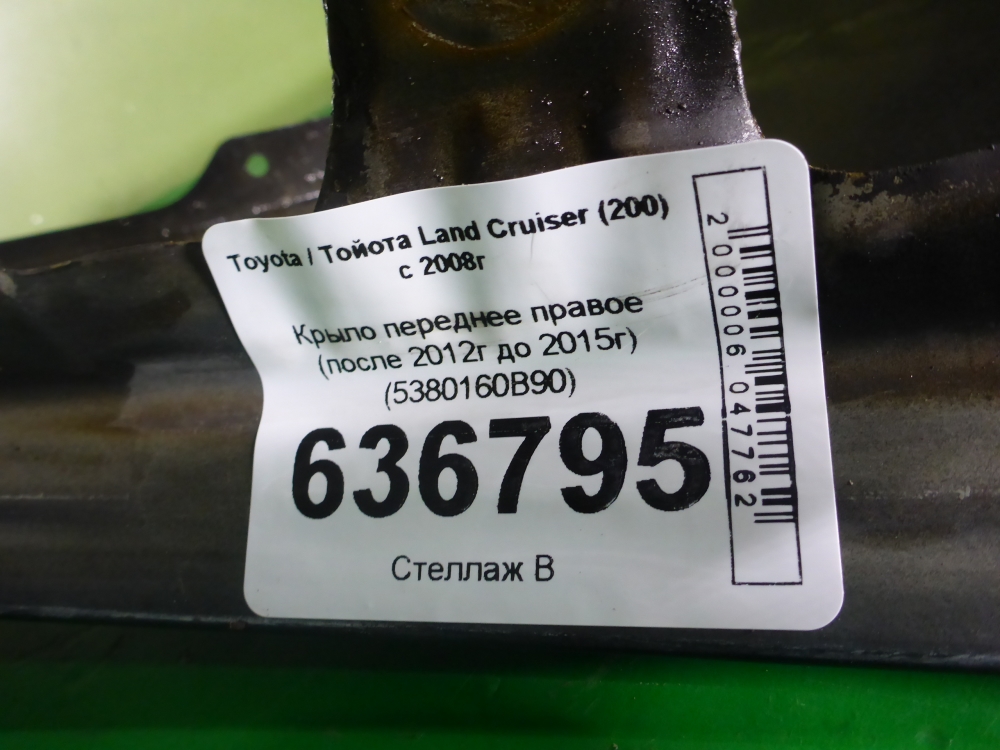 Toyota / Тойота Land Cruiser (200)
с 2008г
Крыло переднее правое
(после 2012г до 2015г)
(5380160B90)
636795
Стеллаж В
2000006047762